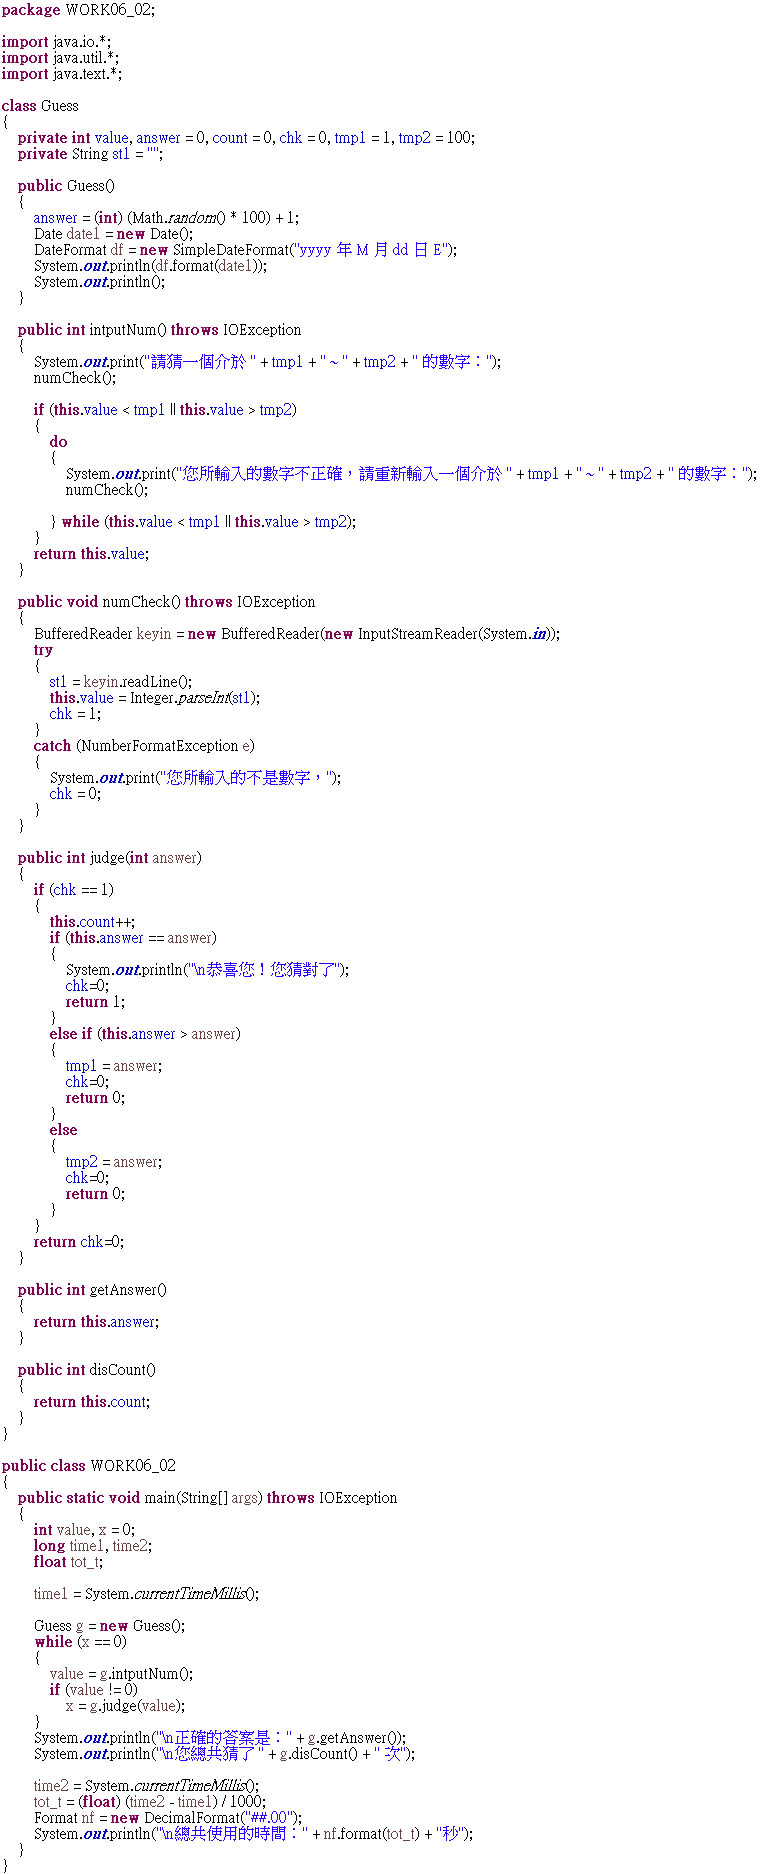 package WORK06_02;
import java.io.*;
import java.util.*;
import java.text.*;
class Guess
{
private int value, answer = 0, count = 0, chk = 0, tmp1 = 1, tmp2 = 100;
private String st1 = "";
public Guess()
{
answer = (int) (Math.random() * 100) + 1;
Date date1 = new Date();
DateFormat df = new SimpleDateFormat("yyyy 年 M 月 dd 日 E");
System.out.println(df.format(date1));
System.out.println();
}
public int intputNum() throws IOException
{
System.out.print("請猜一個介於 " + tmp1 + " ~ " + tmp2 + " 的數字：");
numCheck();
if (this.value < tmp1 || this.value > tmp2)
{
do
{
System.out.print("您所輸入的數字不正確，請重新輸入一個介於 " + tmp1 + " ~ " + tmp2 + " 的數字：");
numCheck();
} while (this.value < tmp1 || this.value > tmp2);
}
return this.value;
}
public void numCheck() throws IOException
{
BufferedReader keyin = new BufferedReader(new InputStreamReader(System.in));
try
{
st1 = keyin.readLine();
this.value = Integer.parseInt(st1);
chk = 1;
}
catch (NumberFormatException e)
{
System.out.print("您所輸入的不是數字，");
chk = 0;
}
}
public int judge(int answer)
{
if (chk == 1)
{
this.count++;
if (this.answer == answer)
{
System.out.println("\n恭喜您！您猜對了");
chk=0;
return 1;
}
else if (this.answer > answer)
{
tmp1 = answer;
chk=0;
return 0;
}
else
{
tmp2 = answer;
chk=0;
return 0;
}
}
return chk=0;
}
public int getAnswer()
{
return this.answer;
}
public int disCount()
{
return this.count;
}
}
public class WORK06_02
{
public static void main(String[] args) throws IOException
{
int value, x = 0;
long time1, time2;
float tot_t;
time1 = System.currentTimeMillis();
Guess g = new Guess();
while (x == 0)
{
value = g.intputNum();
if (value != 0)
x = g.judge(value);
}
System.out.println("\n正確的答案是：" + g.getAnswer());
System.out.println("\n您總共猜了 " + g.disCount() + " 次");
time2 = System.currentTimeMillis();
tot_t = (float) (time2 - time1) / 1000;
Format nf = new DecimalFormat("##.00");
System.out.println("\n總共使用的時間：" + nf.format(tot_t) + "秒");
}
}